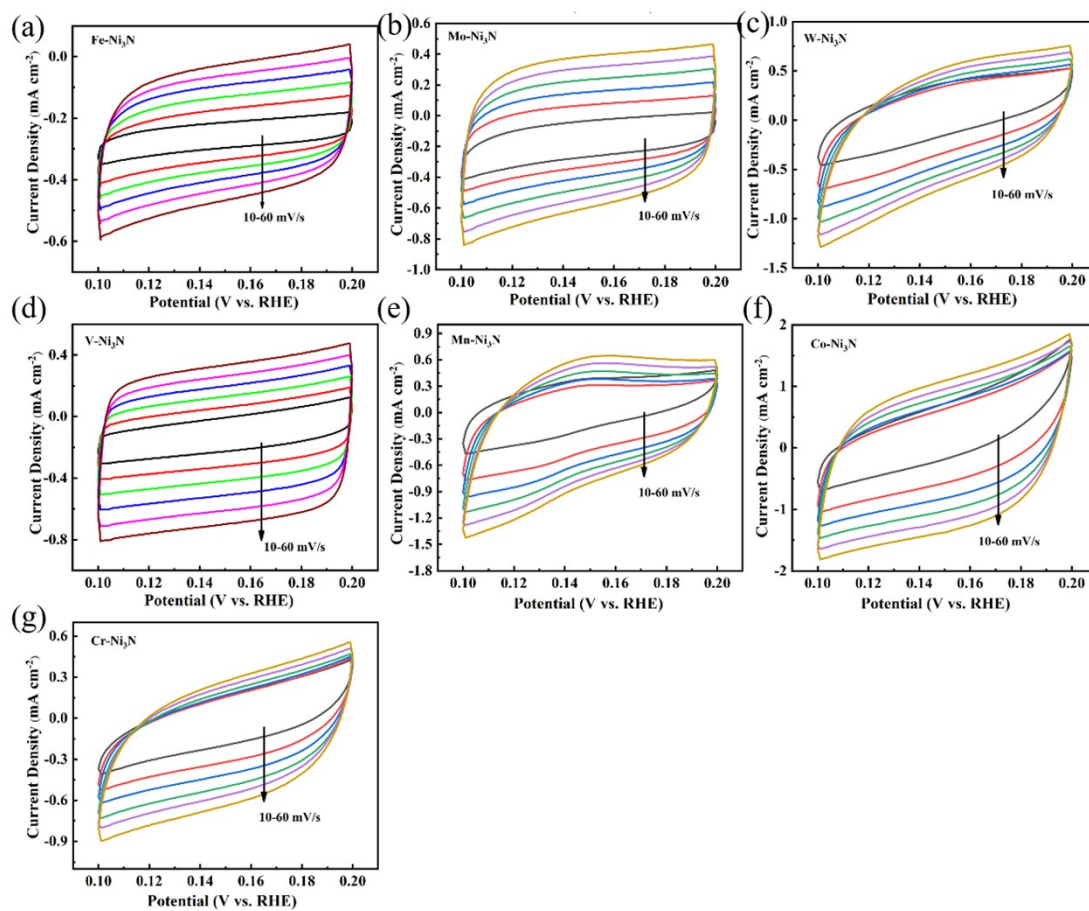 (a)
Fe-Ni₃N
Current Density (mA cm⁻²)
0.0
-0.2
-0.4
-0.6
10-60 mV/s
0.10 0.12 0.14 0.16 0.18 0.20
Potential (V vs. RHE)
(b)
Mo-Ni₃N
Current Density (mA cm⁻²)
0.6
0.4
0.2
0.0
-0.2
-0.4
-0.6
-0.8
-1.0
10-60 mV/s
0.10 0.12 0.14 0.16 0.18 0.20
Potential (V vs. RHE)
(c)
W-Ni₃N
Current Density (mA cm⁻²)
1.0
0.5
0.0
-0.5
-1.0
-1.5
10-60 mV/s
0.10 0.12 0.14 0.16 0.18 0.20
Potential (V vs. RHE)
(d)
V-Ni₃N
Current Density (mA cm⁻²)
0.4
0.0
-0.4
-0.8
10-60 mV/s
0.10 0.12 0.14 0.16 0.18 0.20
Potential (V vs. RHE)
(e)
Mn-Ni₃N
Current Density (mA cm⁻²)
0.9
0.6
0.3
0.0
-0.3
-0.6
-0.9
-1.2
-1.5
-1.8
10-60 mV/s
0.10 0.12 0.14 0.16 0.18 0.20
Potential (V vs. RHE)
(f)
Co-Ni₃N
Current Density (mA cm⁻²)
2
1
0
-1
-2
10-60 mV/s
0.10 0.12 0.14 0.16 0.18 0.20
Potential (V vs. RHE)
(g)
Cr-Ni₃N
Current Density (mA cm⁻²)
0.6
0.3
0.0
-0.3
-0.6
-0.9
10-60 mV/s
0.10 0.12 0.14 0.16 0.18 0.20
Potential (V vs. RHE)